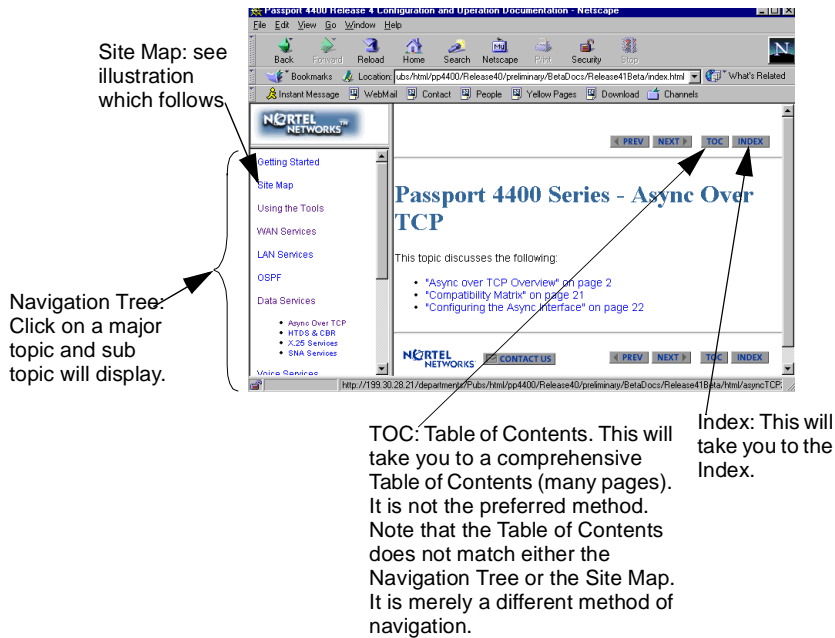 Passport 4400 Release 4 Configuration and Operation Documentation - Netscape
File Edit View Go Window Help
Back Forward Reload Home Search Netscape Print Security Stop
N
Bookmarks Location: ubs/html/pp4400/Release40/preliminary/BetaDocs/Release41Beta/index.html What's Related
Instant Message WebMail Contact People Yellow Pages Download Channels
Site Map: see
illustration
which follows
NORTEL
NETWORKS™
PREV NEXT TOC INDEX
Getting Started
Site Map
Using the Tools
WAN Services
LAN Services
OSPF
Data Services
• Async Over TCP
• HTDS & CBR
• X.25 Services
• SNA Services
Voice Services
Passport 4400 Series - Async Over
TCP
This topic discusses the following:
• "Async over TCP Overview" on page 2
• "Compatibility Matrix" on page 21
• "Configuring the Async Interface" on page 22
NORTEL
NETWORKS
CONTACT US
PREV NEXT TOC INDEX
http://199.30.28.21/departments/Pubs/html/pp4400/Release40/preliminary/BetaDocs/Release41Beta/html/asyncTCP
Navigation Tree:
Click on a major
topic and sub
topic will display.
TOC: Table of Contents. This will
take you to a comprehensive
Table of Contents (many pages).
It is not the preferred method.
Note that the Table of Contents
does not match either the
Navigation Tree or the Site Map.
It is merely a different method of
navigation.
Index: This will
take you to the
Index.